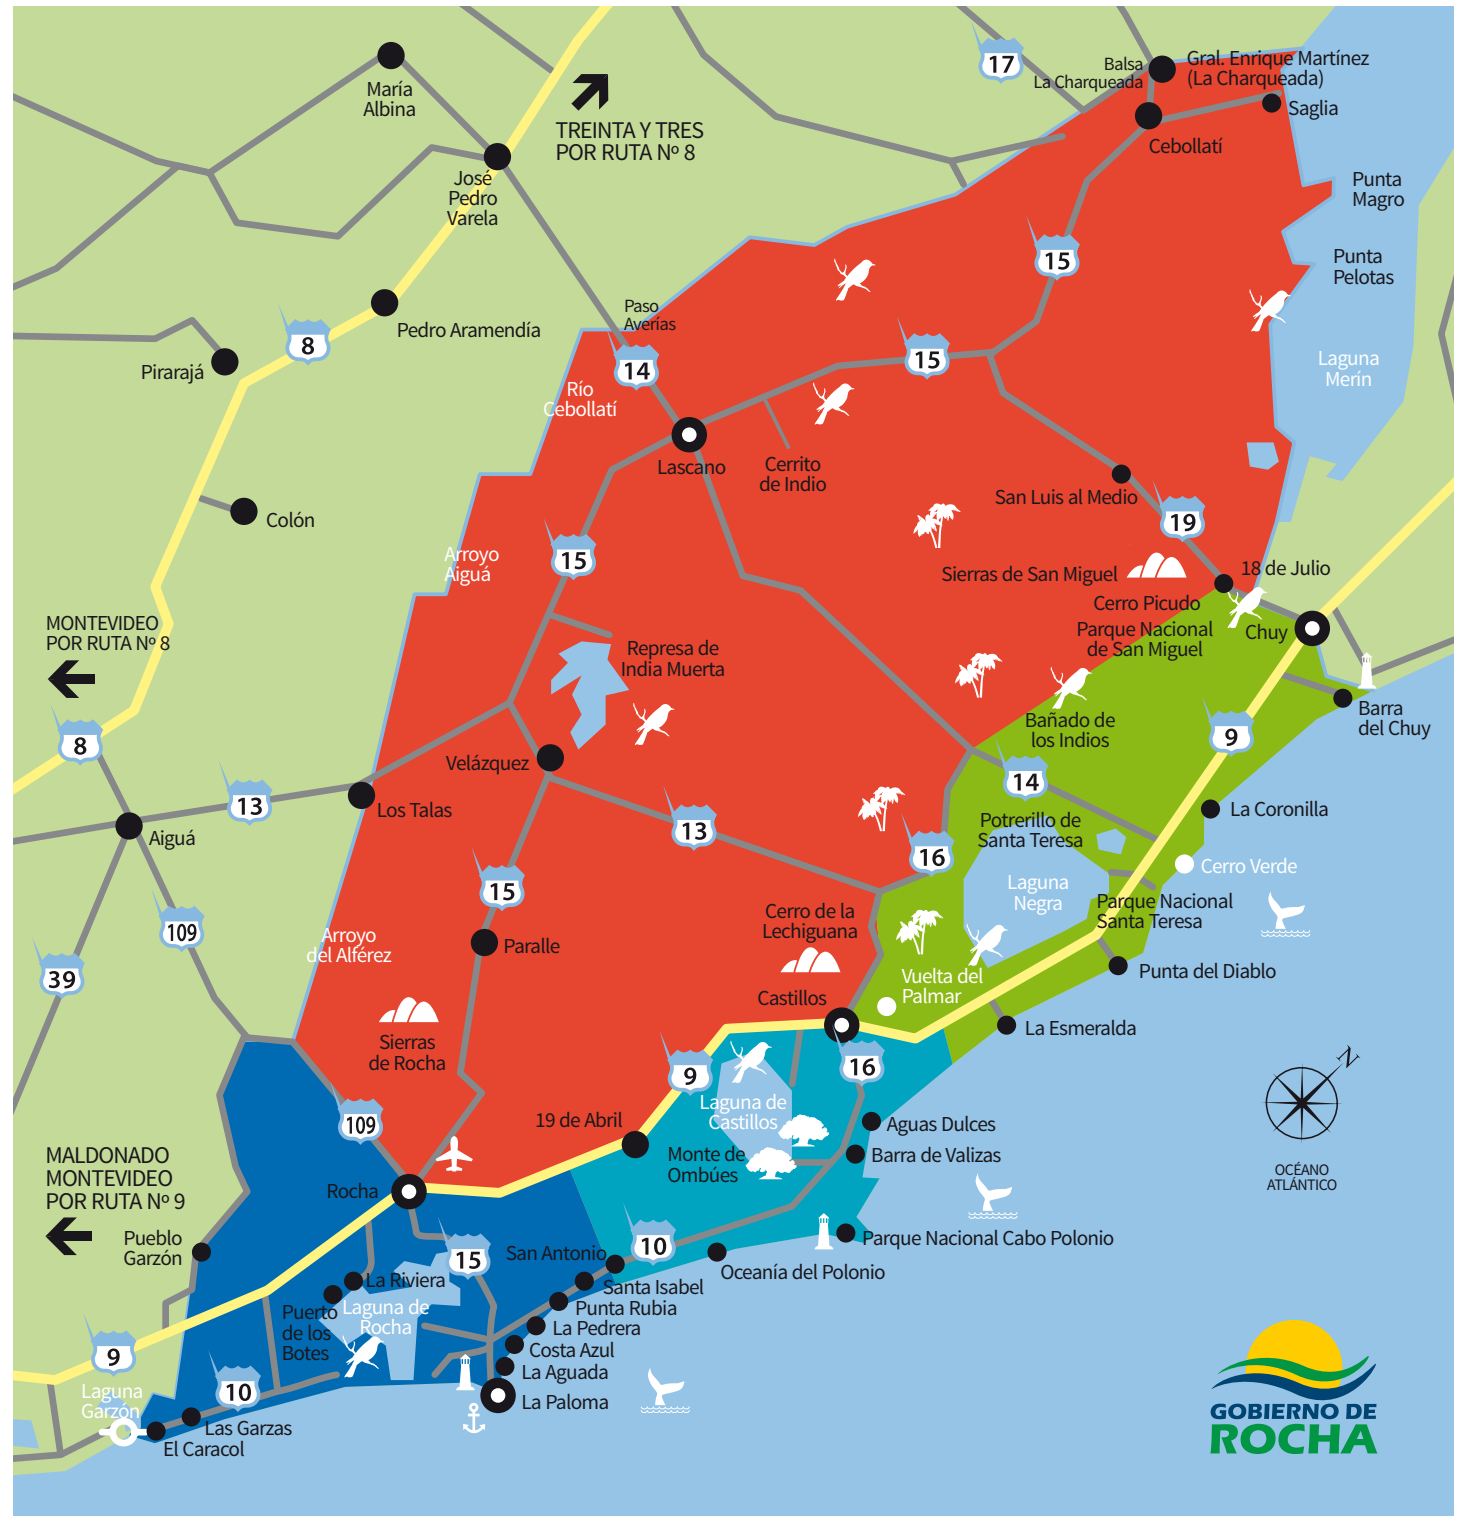 17
Balsa
La Charqueada
Gral. Enrique Martínez
(La Charqueada)
Saglia
Cebollatí
María
Albina
TREINTA Y TRES
POR RUTA Nº 8
José
Pedro
Varela
Punta
Magro
15
Punta
Pelotas
Paso
Averías
Pedro Aramendía
8
Pirarajá
14
15
Laguna
Merín
Río
Cebollatí
Lascano
Cerrito
de Indio
San Luis al Medio
19
Colón
Arroyo
Aiguá
15
Sierras de San Miguel
18 de Julio
Cerro Picudo
Parque Nacional
de San Miguel
Chuy
MONTEVIDEO
POR RUTA Nº 8
Represa de
India Muerta
Bañado de
los Indios
Barra
del Chuy
8
9
Velázquez
14
13
Los Talas
La Coronilla
Aiguá
13
Potrerillo de
Santa Teresa
16
Cerro Verde
Laguna
Negra
15
Parque Nacional
Santa Teresa
109
Cerro de la
Lechiguana
Arroyo
del Alférez
Paralle
39
Vuelta del
Palmar
Punta del Diablo
Castillos
La Esmeralda
Sierras
de Rocha
9
16
N
109
Laguna de
Castillos
19 de Abril
Aguas Dulces
Monte de
Ombúes
Barra de Valizas
MALDONADO
MONTEVIDEO
POR RUTA Nº 9
OCÉANO
ATLÁNTICO
Rocha
Pueblo
Garzón
15
San Antonio
10
Parque Nacional Cabo Polonio
Oceanía del Polonio
La Riviera
Santa Isabel
Puerto
de los
Botes
Laguna de
Rocha
Punta Rubia
La Pedrera
Costa Azul
9
La Aguada
10
La Paloma
Laguna
Garzón
Las Garzas
El Caracol
GOBIERNO DE
ROCHA